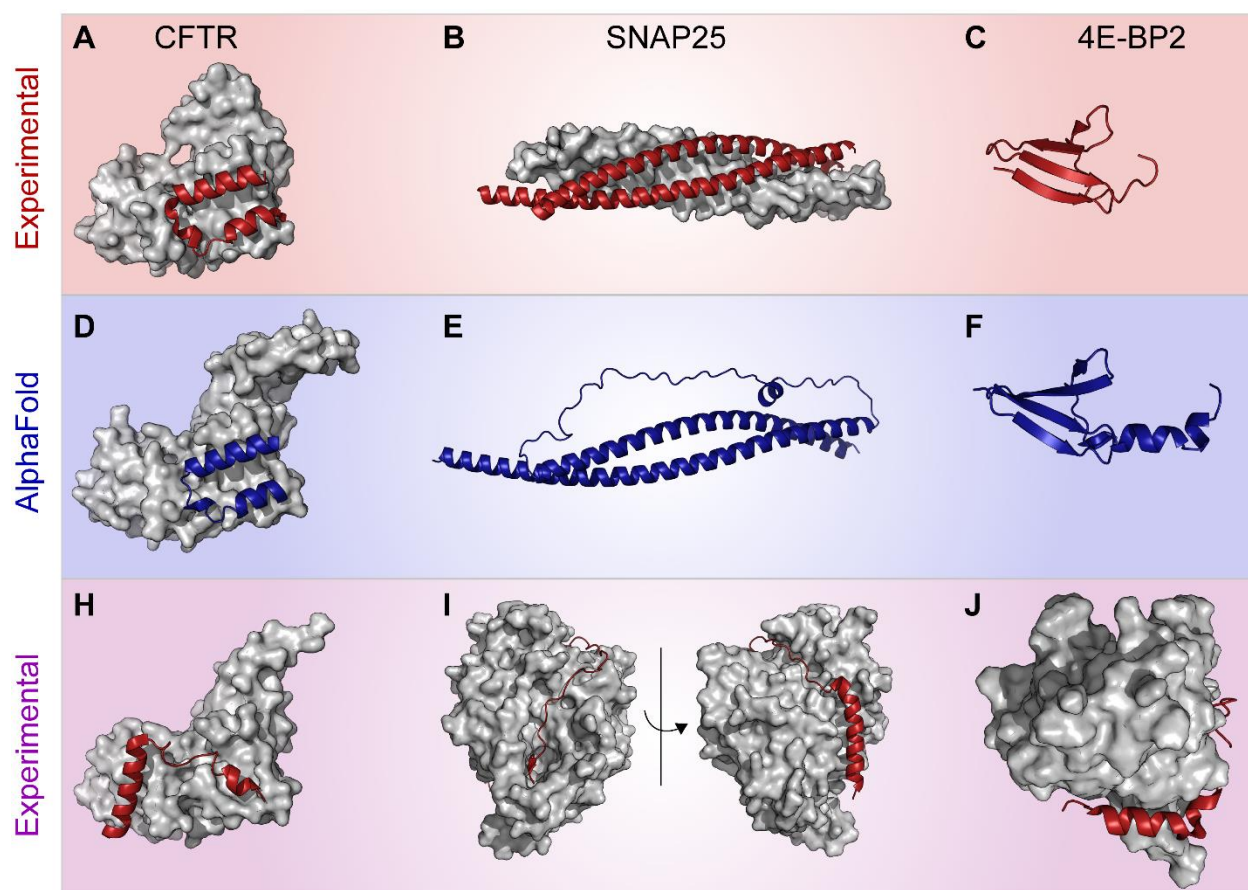 A CFTR
B SNAP25
C 4E-BP2
Experimental
D
E
F
AlphaFold
H
I
J
Experimental